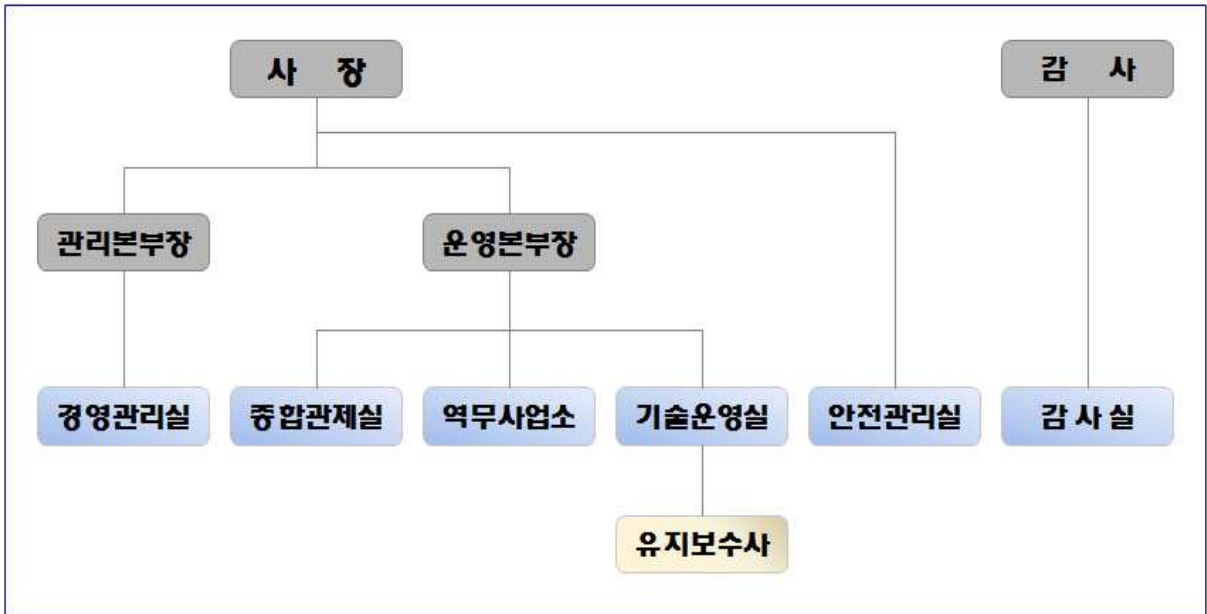 사 장
감 사
관리본부장
운영본부장
경영관리실
종합관제실
역무사업소
기술운영실
안전관리실
감 사 실
유지보수사